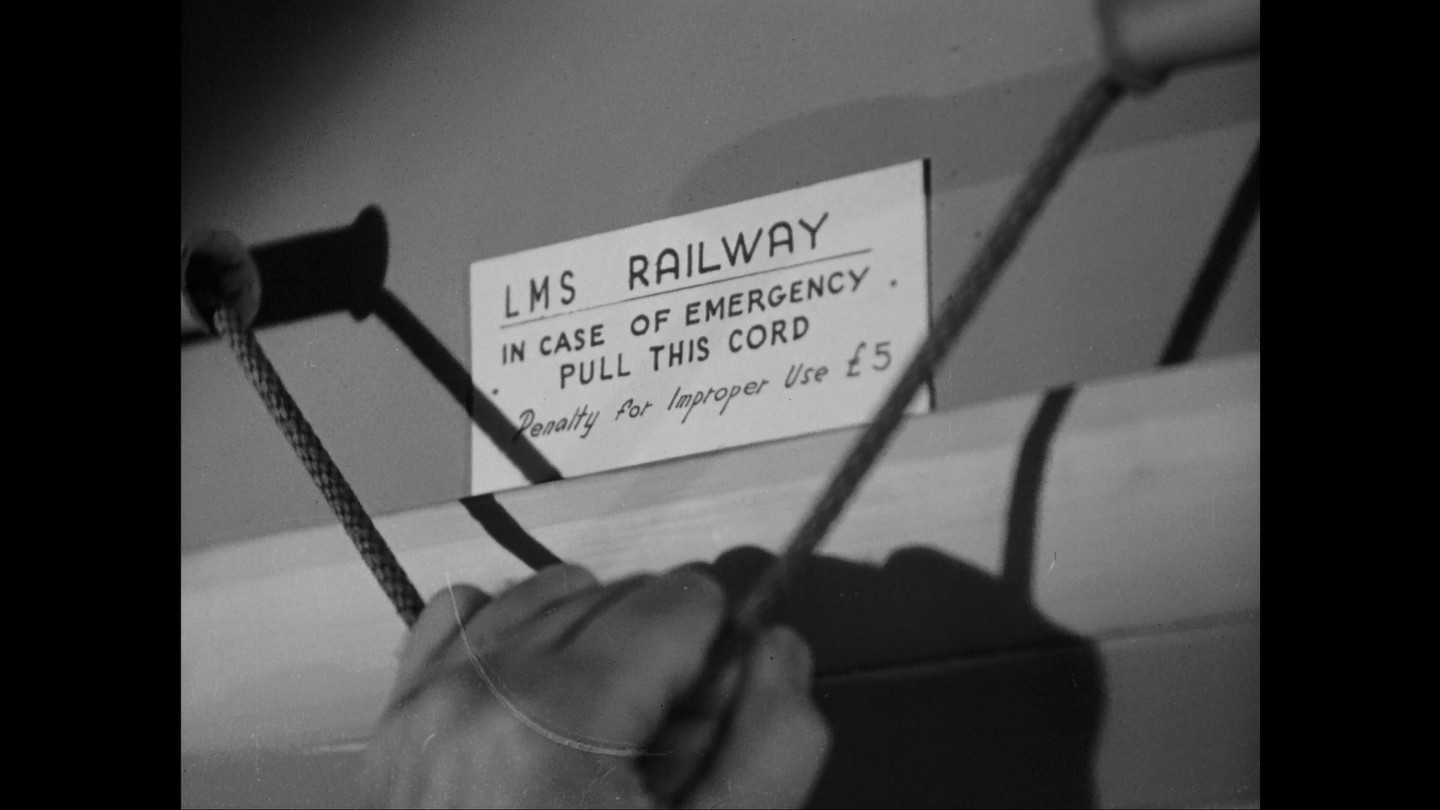 LMS RAILWAY
IN CASE OF EMERGENCY
PULL THIS CORD
Penalty for Improper Use £5